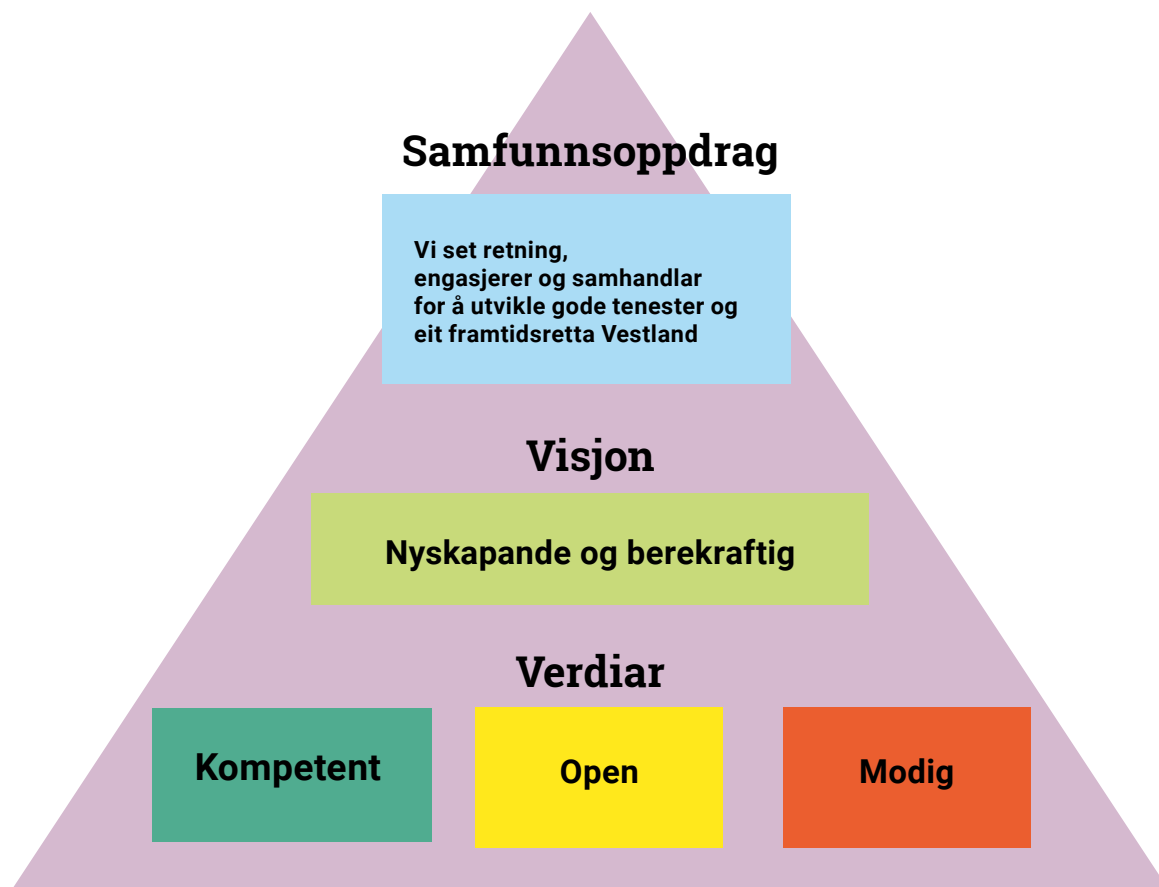 Samfunnsoppdrag
Vi set retning,
engasjerer og samhandlar
for å utvikle gode tenester og
eit framtidsretta Vestland
Visjon
Nyskapande og berekraftig
Verdiar
Kompetent
Open
Modig